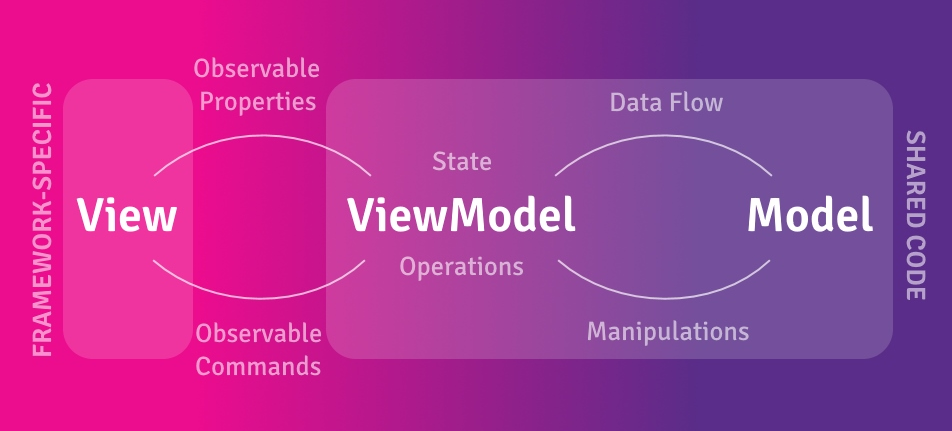 FRAMEWORK-SPECIFIC
View
Observable
Properties
Observable
Commands
State
ViewModel
Operations
Data Flow
Manipulations
Model
SHARED CODE